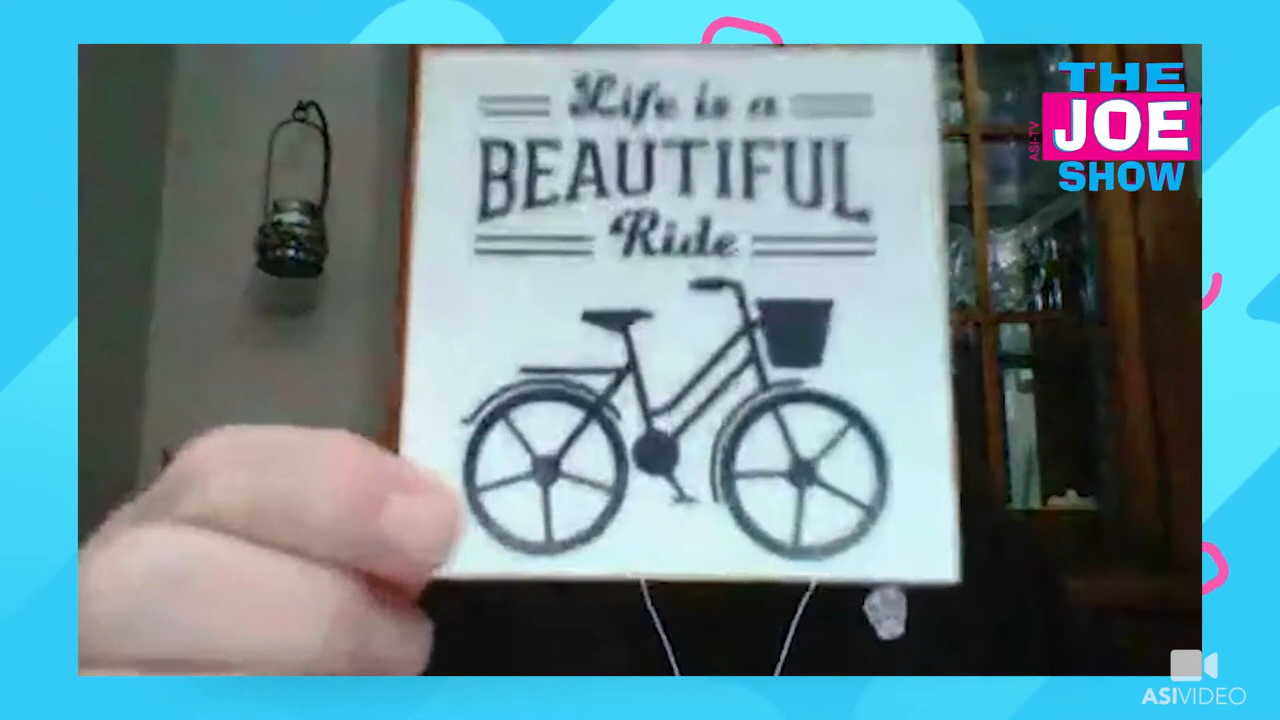 Life is a
BEAUTIFUL
Ride
THE
ASI-TV
JOE
SHOW
ASIVIDEO